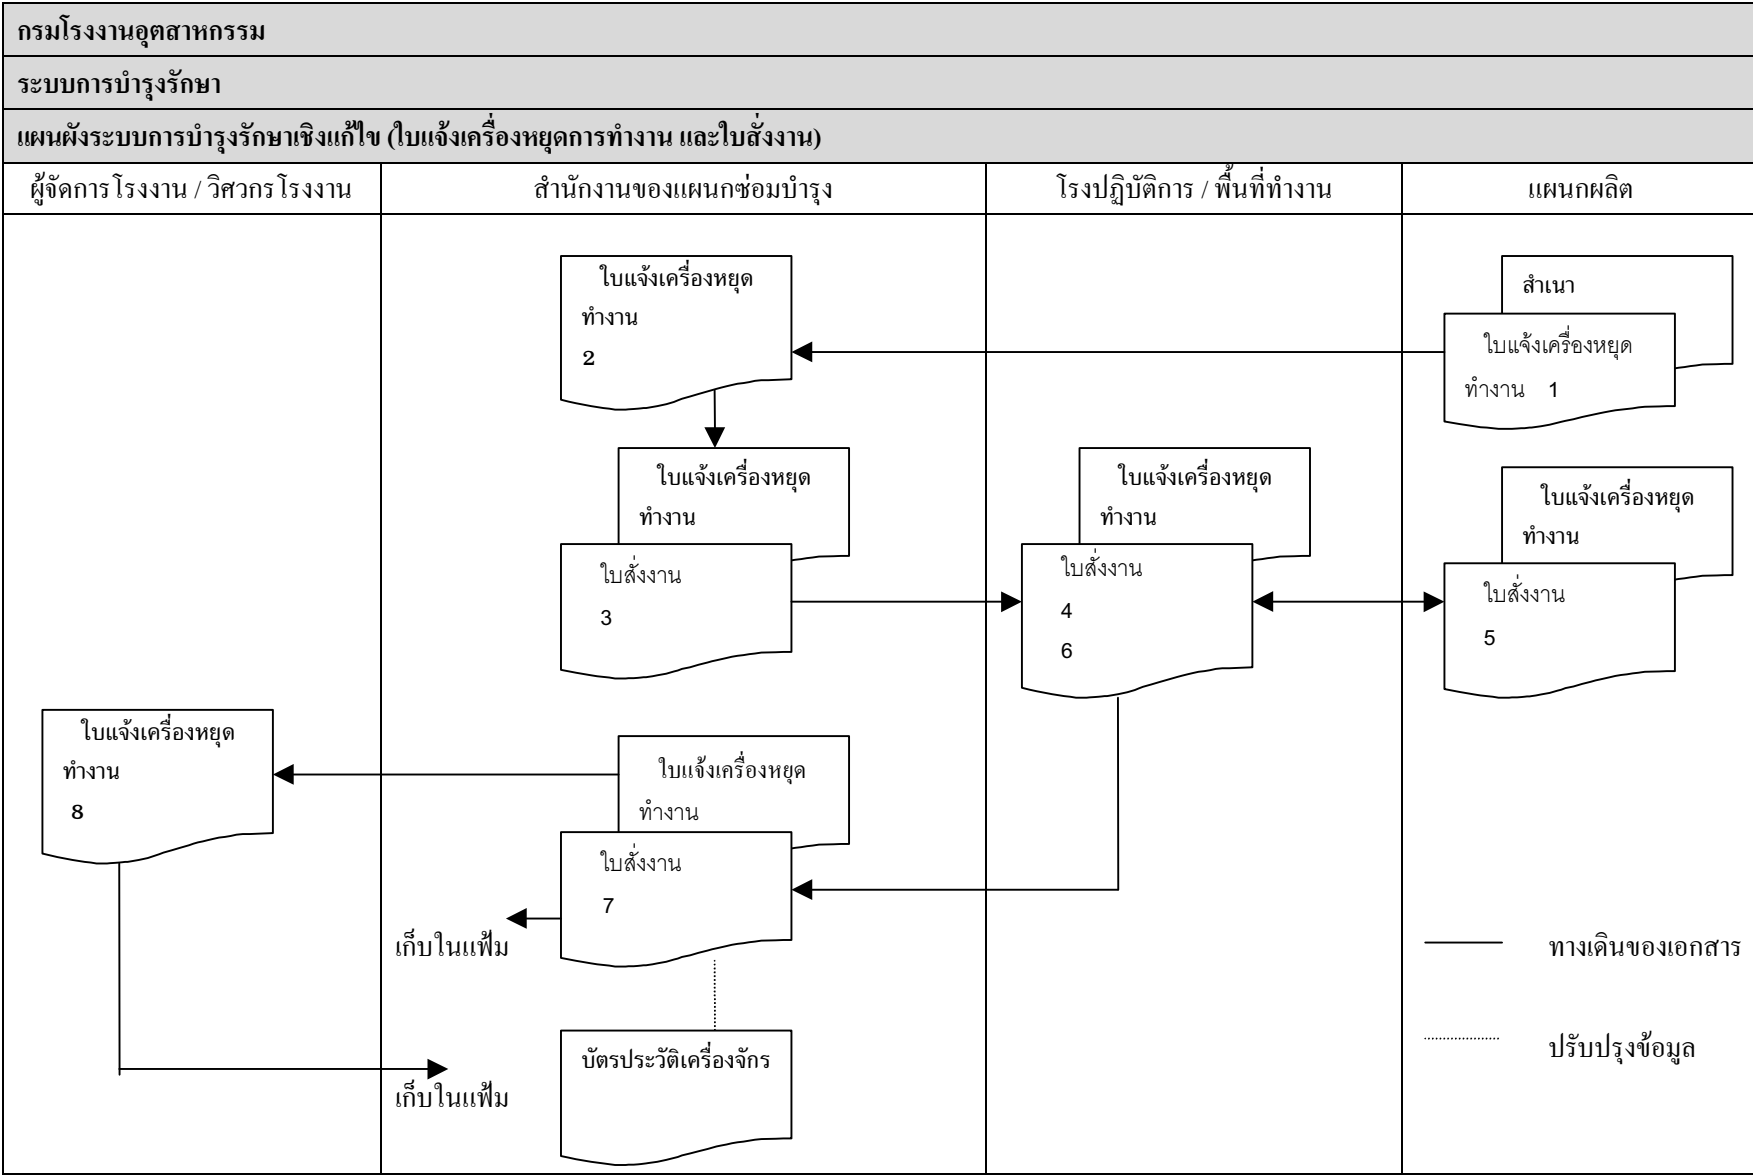 กรมโรงงานอุตสาหกรรม
ระบบการบำรุงรักษา
แผนผังระบบการบำรุงรักษาเชิงแก้ไข (ใบแจ้งเครื่องหยุดการทำงาน และใบสั่งงาน)
ผู้จัดการโรงงาน / วิศวกรโรงงาน
สำนักงานของแผนกซ่อมบำรุง
โรงปฏิบัติการ / พื้นที่ทำงาน
แผนกผลิต
ใบแจ้งเครื่องหยุด
ทำงาน
2
สำเนา
ใบแจ้งเครื่องหยุด
ทำงาน 1
ใบแจ้งเครื่องหยุด
ทำงาน
ใบสั่งงาน
3
ใบแจ้งเครื่องหยุด
ทำงาน
ใบสั่งงาน
4
6
ใบแจ้งเครื่องหยุด
ทำงาน
ใบสั่งงาน
5
ใบแจ้งเครื่องหยุด
ทำงาน
8
ใบแจ้งเครื่องหยุด
ทำงาน
ใบสั่งงาน
7
เก็บในแฟ้ม
ทางเดินของเอกสาร
บัตรประวัติเครื่องจักร
ปรับปรุงข้อมูล
เก็บในแฟ้ม